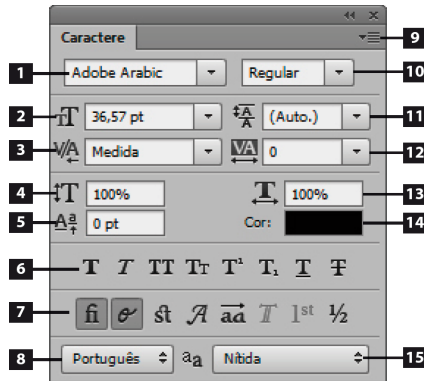 Caractere
9
1 Adobe Arabic Regular 10
2 36,57 pt (Auto.) 11
3 Medida 0 12
4 100% 100% 13
5 0 pt Cor: 14
6 T T TT Tт T¹ T₁ T T
7 fi o st A aa T 1st ½
8 Português aa Nítida 15